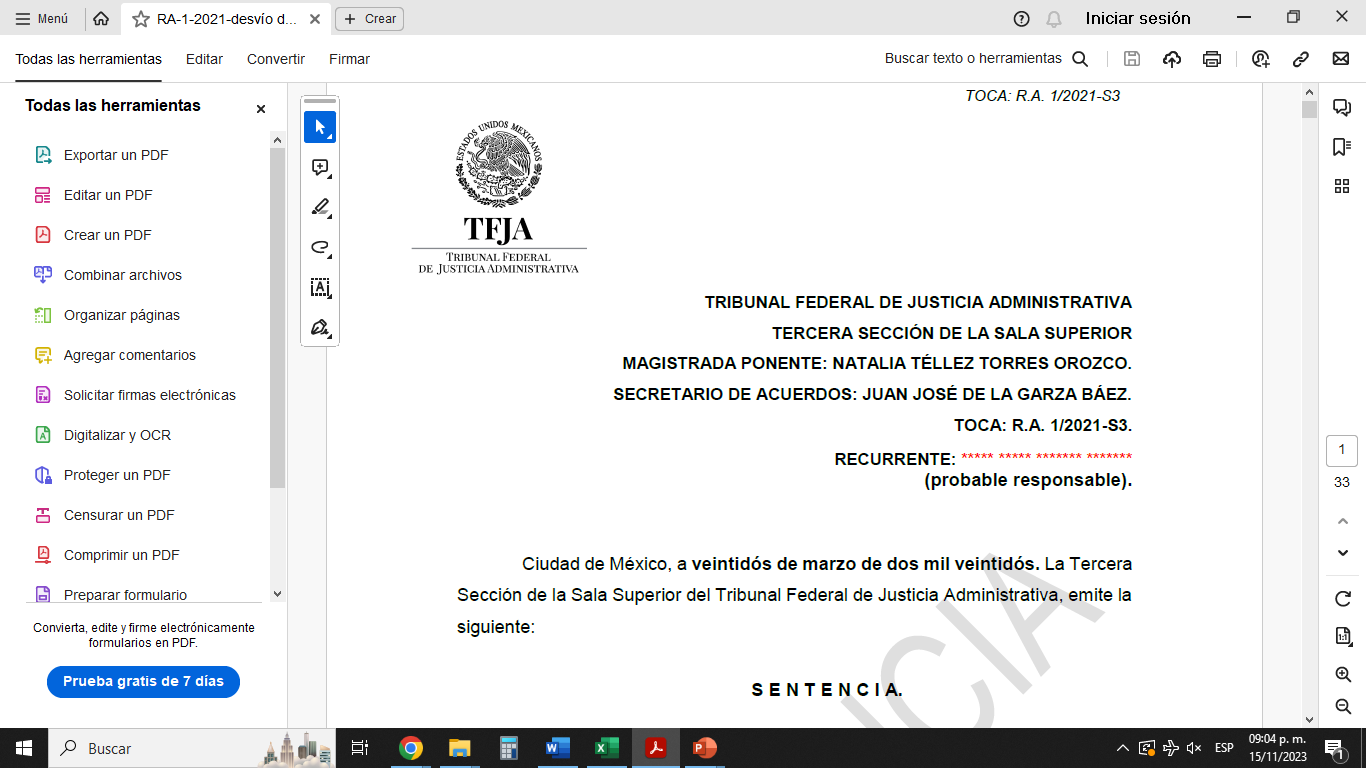 Menú
RA-1-2021-desvío d...
Crear
Iniciar sesión
Todas las herramientas
Editar
Convertir
Firmar
Buscar texto o herramientas
Todas las herramientas
Exportar un PDF
Editar un PDF
Crear un PDF
Combinar archivos
Organizar páginas
Agregar comentarios
Solicitar firmas electrónicas
Digitalizar y OCR
Proteger un PDF
Censurar un PDF
Comprimir un PDF
Preparar formulario
Convierta, edite y firme electrónicamente
formularios en PDF.
Prueba gratis de 7 días
TOCA: R.A. 1/2021-S3
ESTADOS UNIDOS MEXICANOS
TFJA
TRIBUNAL FEDERAL
DE JUSTICIA ADMINISTRATIVA
TRIBUNAL FEDERAL DE JUSTICIA ADMINISTRATIVA
TERCERA SECCIÓN DE LA SALA SUPERIOR
MAGISTRADA PONENTE: NATALIA TÉLLEZ TORRES OROZCO.
SECRETARIO DE ACUERDOS: JUAN JOSÉ DE LA GARZA BÁEZ.
TOCA: R.A. 1/2021-S3.
RECURRENTE: ***** ***** ******* *******
(probable responsable).
Ciudad de México, a veintidós de marzo de dos mil veintidós. La Tercera
Sección de la Sala Superior del Tribunal Federal de Justicia Administrativa, emite la
siguiente:
S E N T E N C I A.
1
33
1:1
Buscar
ESP
09:04 p. m.
15/11/2023
1